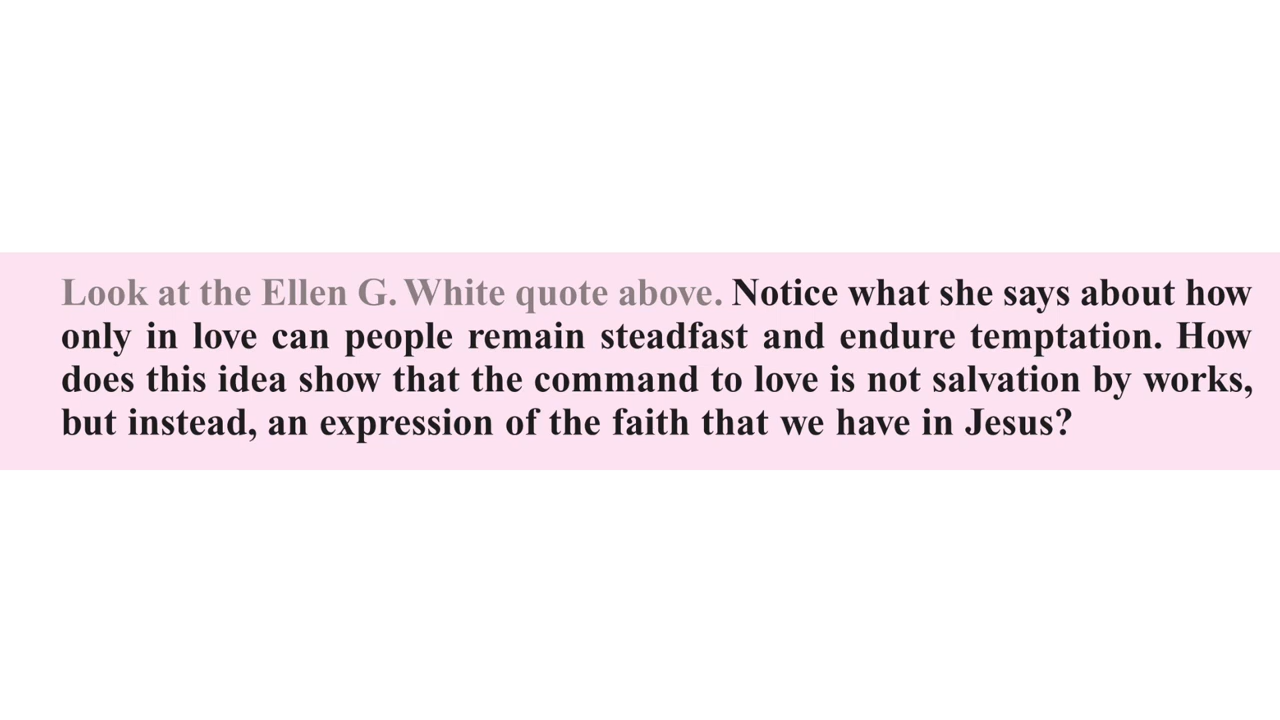 Look at the Ellen G. White quote above. Notice what she says about how
only in love can people remain steadfast and endure temptation. How
does this idea show that the command to love is not salvation by works,
but instead, an expression of the faith that we have in Jesus?